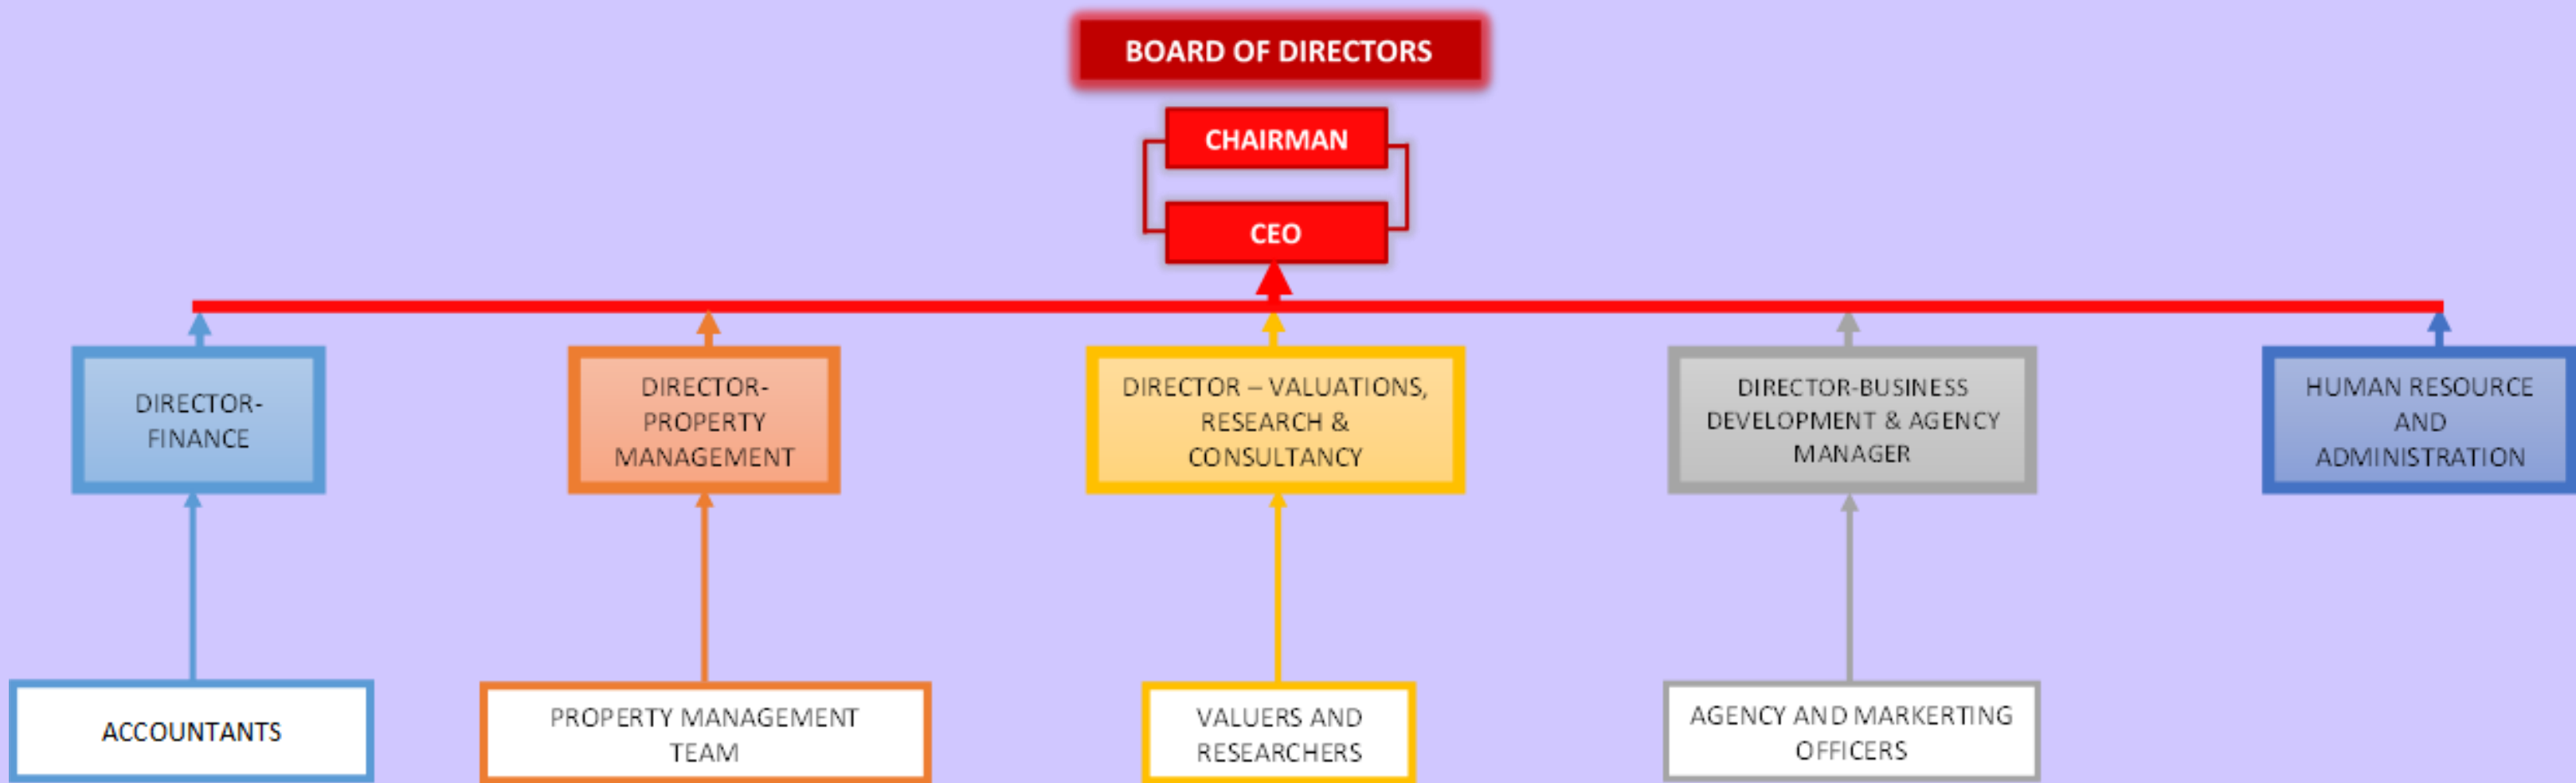 BOARD OF DIRECTORS
CHAIRMAN
CEO
DIRECTOR-
FINANCE
DIRECTOR-
PROPERTY
MANAGEMENT
DIRECTOR – VALUATIONS,
RESEARCH &
CONSULTANCY
DIRECTOR-BUSINESS
DEVELOPMENT & AGENCY
MANAGER
HUMAN RESOURCE
AND
ADMINISTRATION
ACCOUNTANTS
PROPERTY MANAGEMENT
TEAM
VALUERS AND
RESEARCHERS
AGENCY AND MARKERTING
OFFICERS